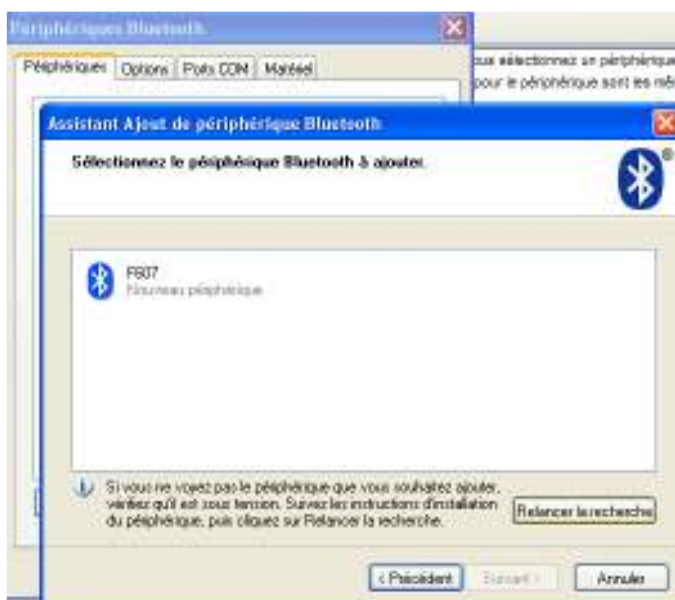 Périphériques Bluetooth
Périphériques Options Ports COM Matériel
ous sélectionnez un périphérique
pour le périphérique sont les mêm
Assistant Ajout de périphérique Bluetooth
Sélectionnez le périphérique Bluetooth à ajouter.
®
F607
Nouveau périphérique
Si vous ne voyez pas le périphérique que vous souhaitez ajouter,
vérifiez qu'il est sous tension. Suivez les instructions d'installation
du périphérique, puis cliquez sur Relancer la recherche.
Relancer la recherche
< Précédent Suivant > Annuler